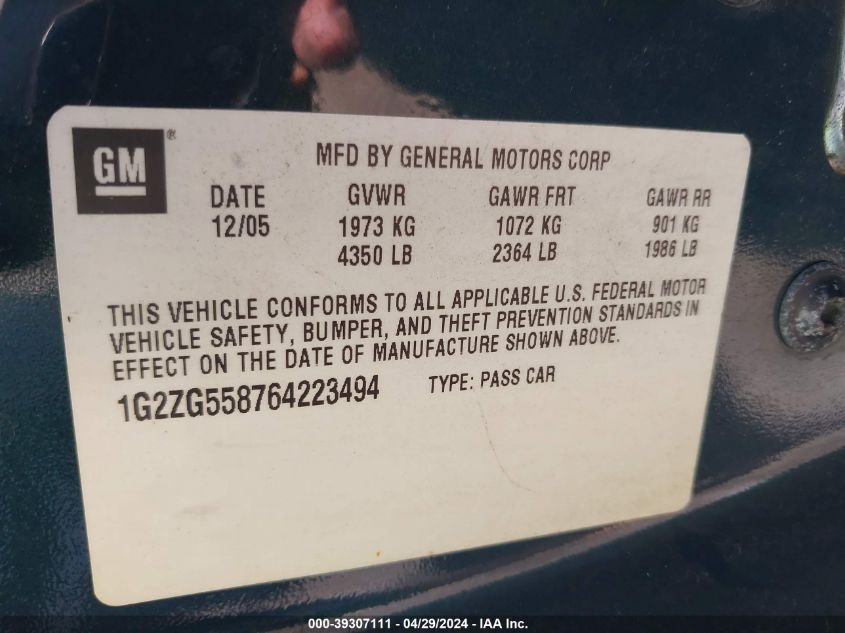 GM®
MFD BY GENERAL MOTORS CORP
DATE GVWR GAWR FRT GAWR RR
12/05 1973 KG 1072 KG 901 KG
4350 LB 2364 LB 1986 LB
THIS VEHICLE CONFORMS TO ALL APPLICABLE U.S. FEDERAL MOTOR
VEHICLE SAFETY, BUMPER, AND THEFT PREVENTION STANDARDS IN
EFFECT ON THE DATE OF MANUFACTURE SHOWN ABOVE.
1G2ZG558764223494 TYPE: PASS CAR
000-39307111 - 04/29/2024 - IAA Inc.